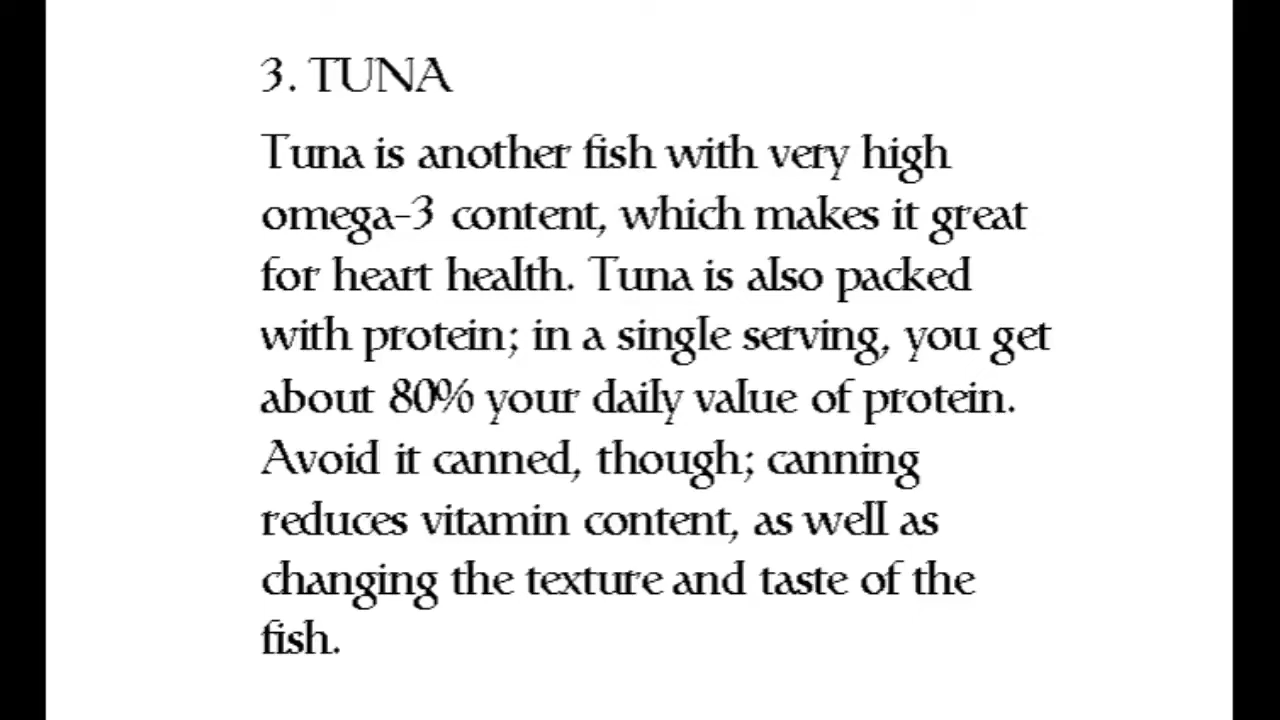 3. TUNA
Tuna is another fish with very high
omega-3 content, which makes it great
for heart health. Tuna is also packed
with protein; in a single serving, you get
about 80% your daily value of protein.
Avoid it canned, though; canning
reduces vitamin content, as well as
changing the texture and taste of the
fish.